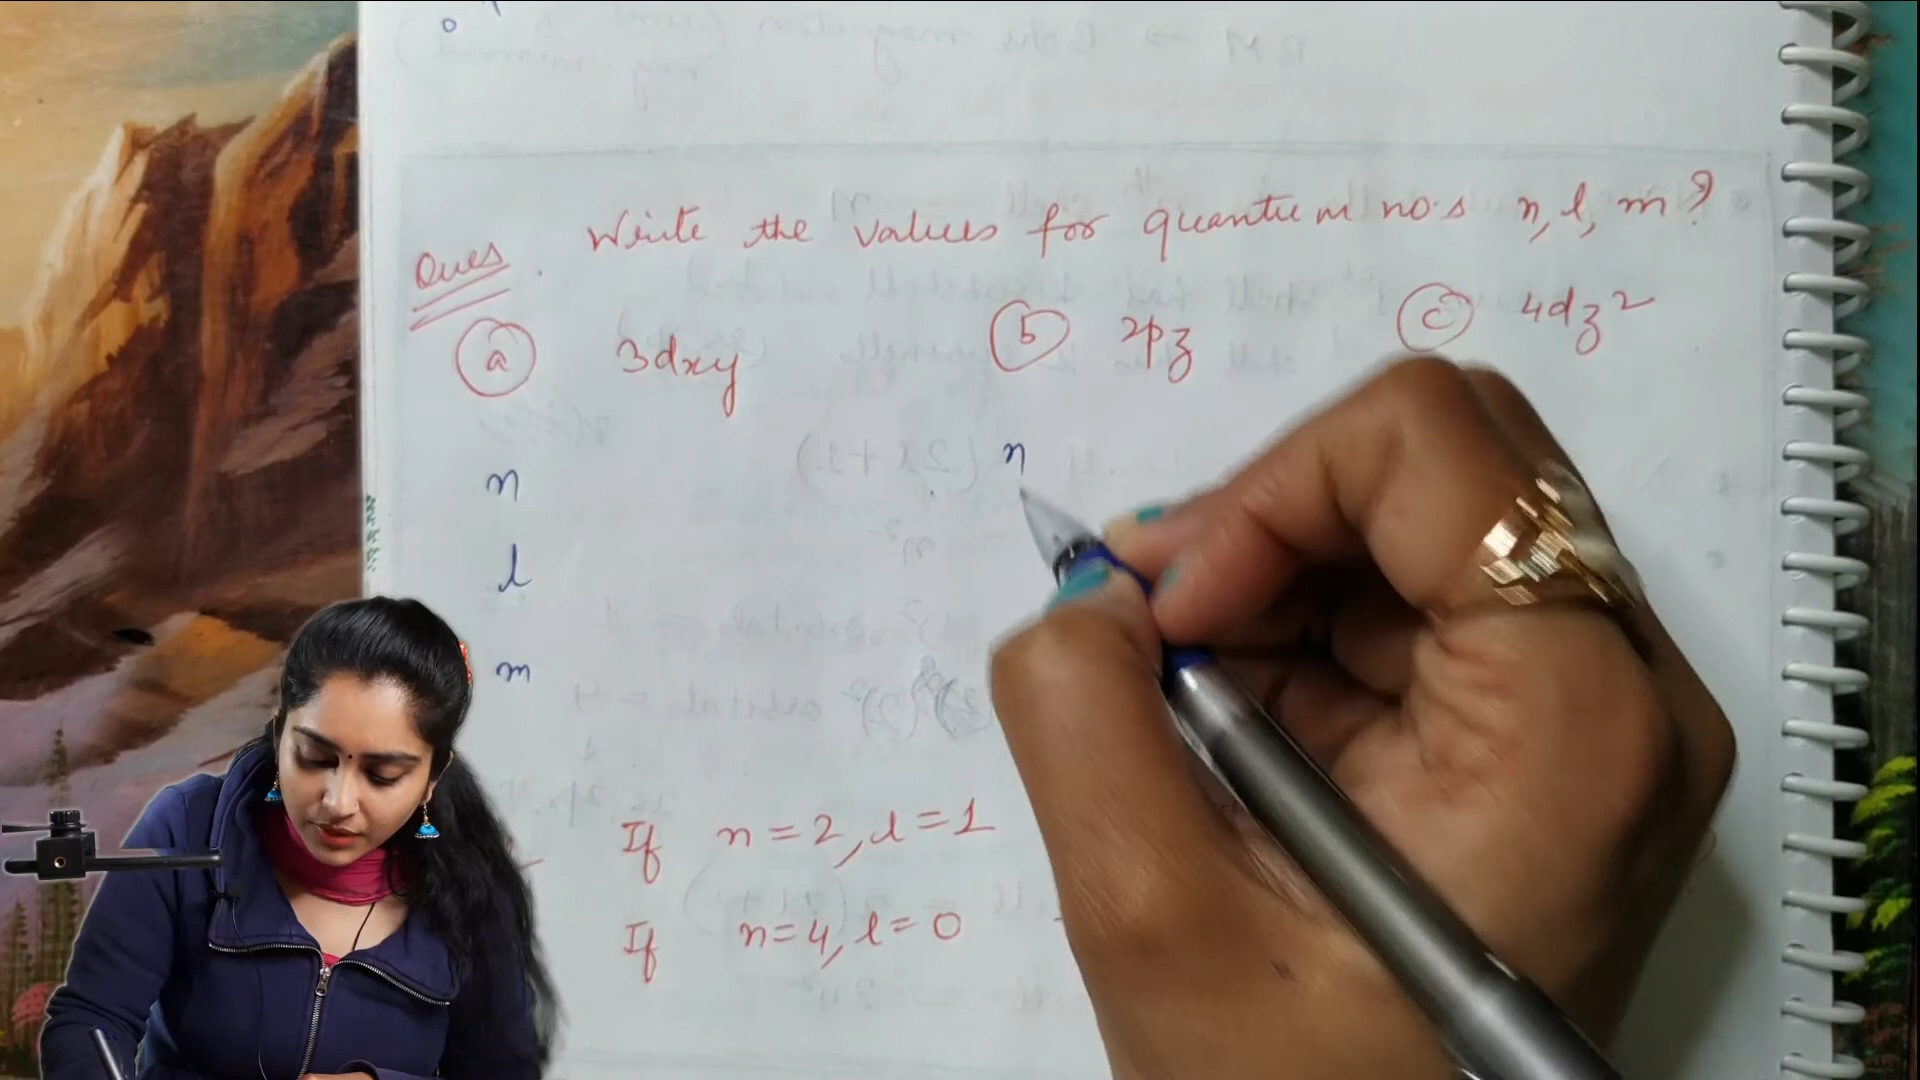 Ques. Write the values for quantum no.s n, l, m?
(a) 3dxy (b) 2pz (c) 4dz²
n n
l
m
If n=2, l=1
If n=4, l=0